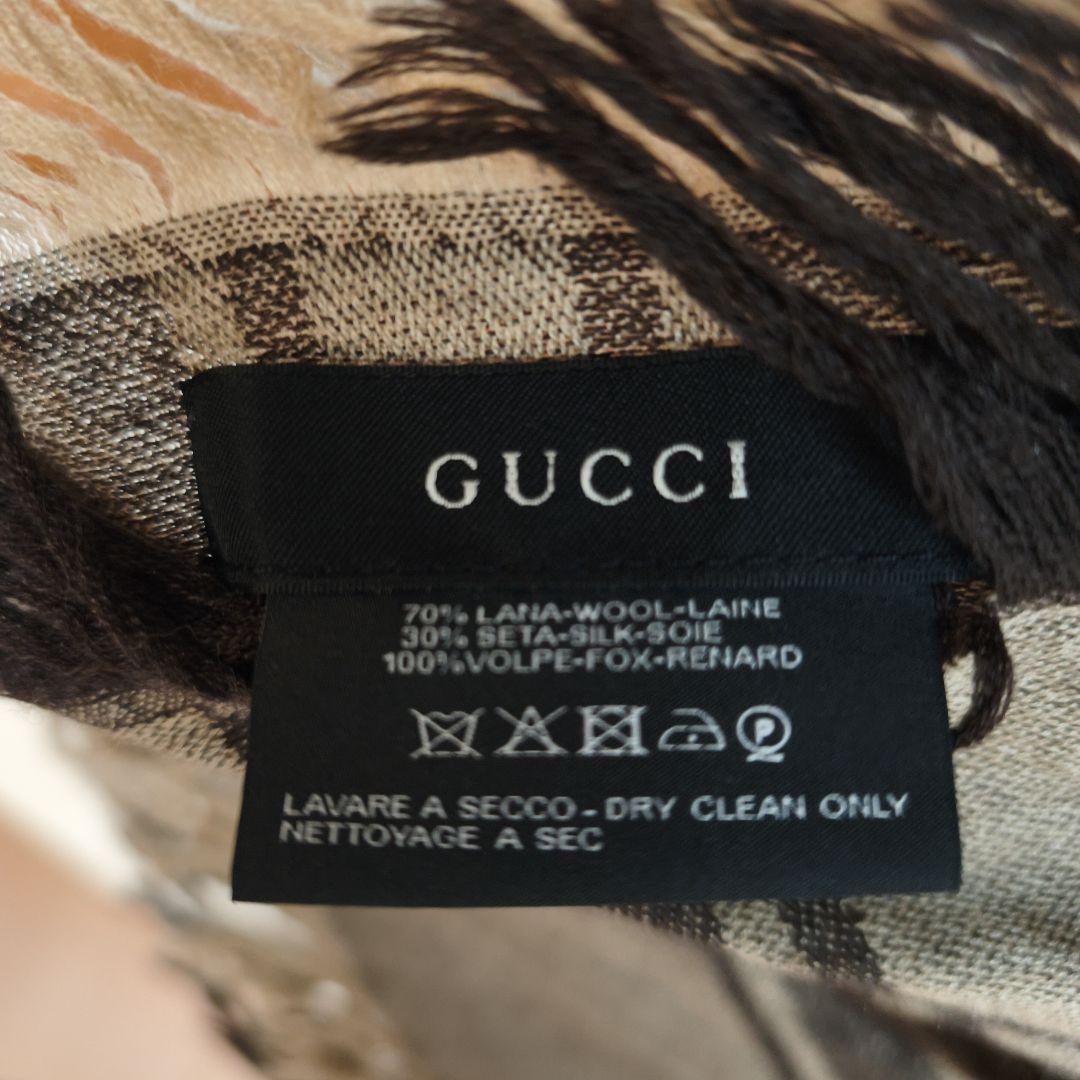 GUCCI
70% LANA-WOOL-LAINE
30% SETA-SILK-SOIE
100%VOLPE-FOX-RENARD
P
LAVARE A SECCO - DRY CLEAN ONLY
NETTOYAGE A SEC